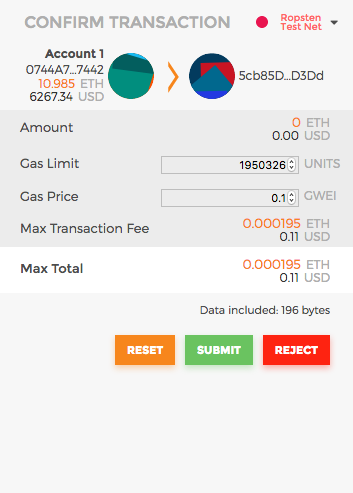 CONFIRM TRANSACTION
Ropsten
Test Net
Account 1
0744A7...7442
10.985 ETH
6267.34 USD
5cb85D...D3Dd
Amount
0 ETH
0.00 USD
Gas Limit
1950326 UNITS
Gas Price
0.1 GWEI
Max Transaction Fee
0.000195 ETH
0.11 USD
Max Total
0.000195 ETH
0.11 USD
Data included: 196 bytes
RESET SUBMIT REJECT